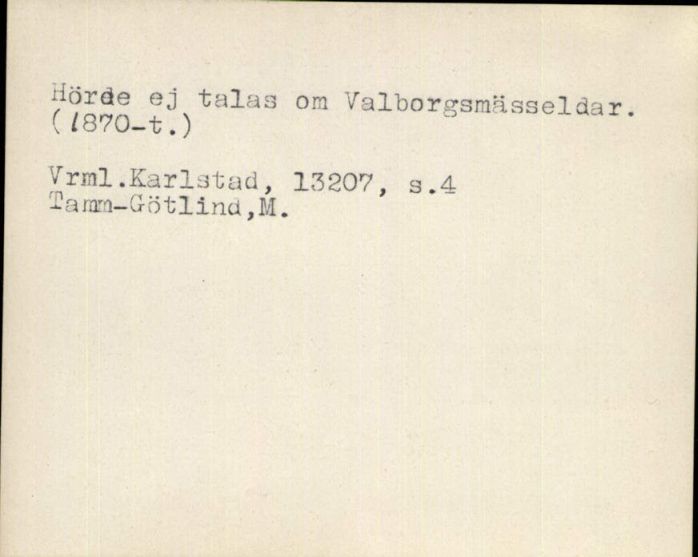 Hörde ej talas om Valborgsmässeldar.
(1870-t.)
Vrml.Karlstad, 13207, s.4
Tamm-Götlind,M.